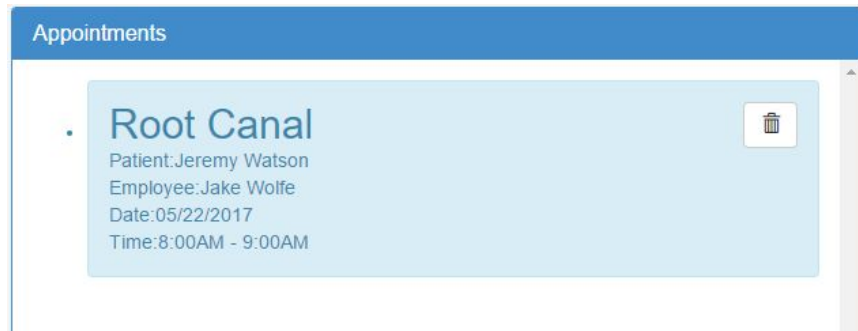 Appointments
Root Canal
Patient:Jeremy Watson
Employee:Jake Wolfe
Date:05/22/2017
Time:8:00AM - 9:00AM